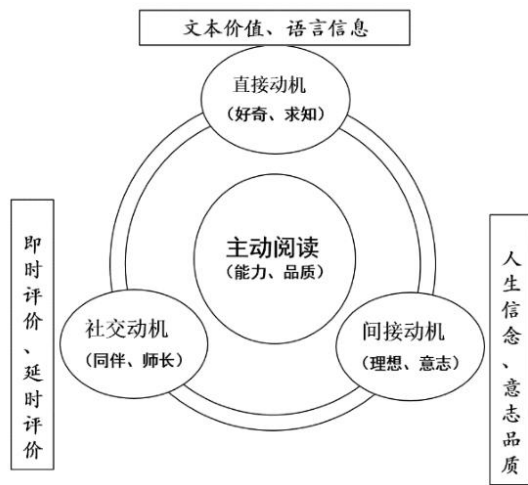 文本价值、语言信息
直接动机
（好奇、求知）
主动阅读
（能力、品质）
即时评价、延时评价
社交动机
（同伴、师长）
间接动机
（理想、意志）
人生信念、意志品质